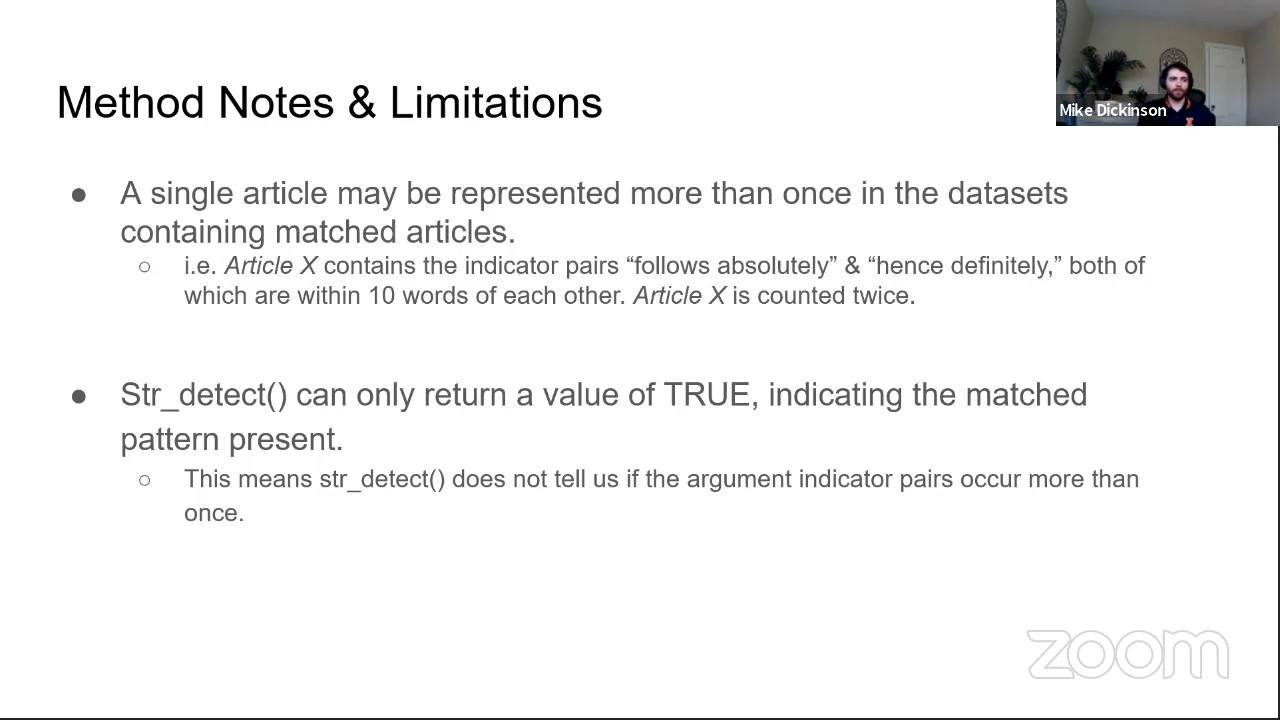 Method Notes & Limitations
Mike Dickinson
● A single article may be represented more than once in the datasets
containing matched articles.
○ i.e. Article X contains the indicator pairs “follows absolutely” & “hence definitely,” both of
which are within 10 words of each other. Article X is counted twice.
● Str_detect() can only return a value of TRUE, indicating the matched
pattern present.
○ This means str_detect() does not tell us if the argument indicator pairs occur more than
once.
zoom